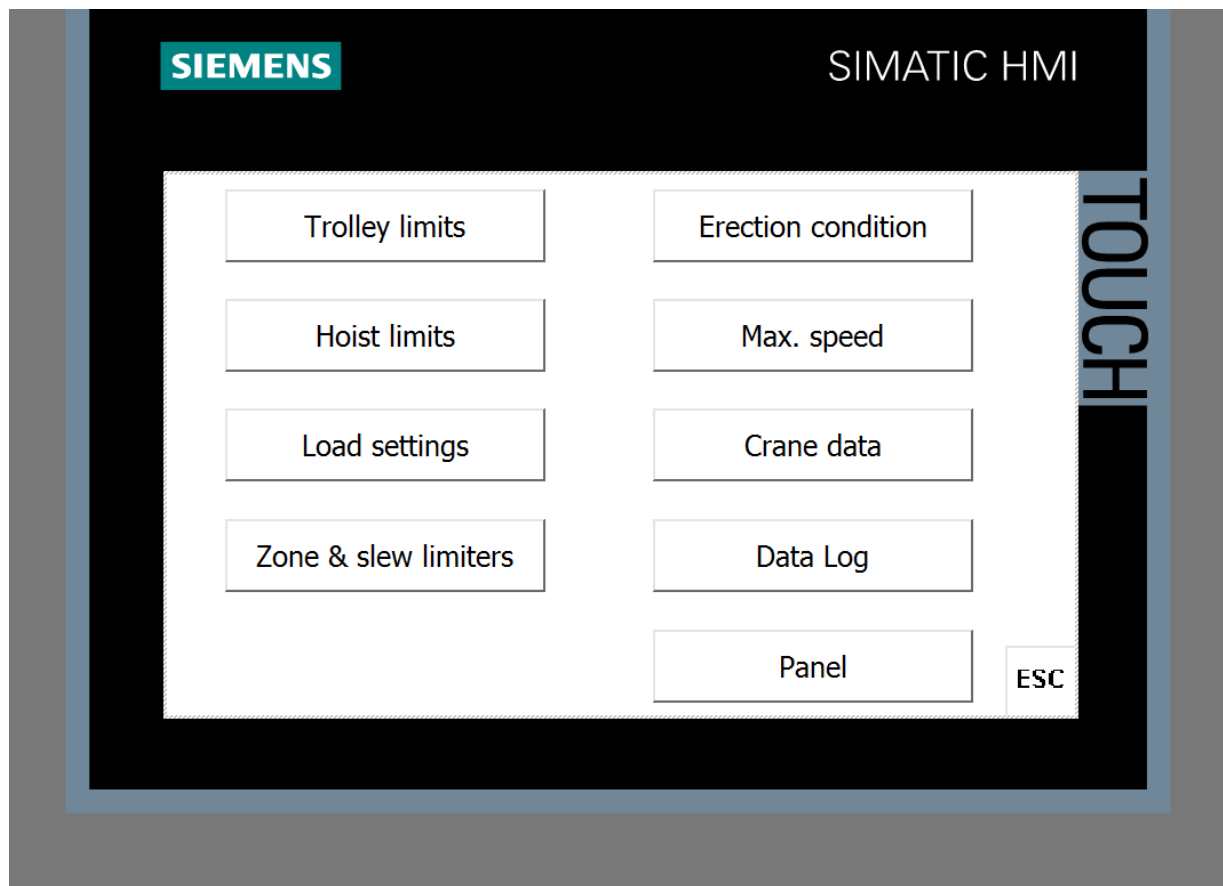 SIEMENS
SIMATIC HMI
TOUCH
Trolley limits
Erection condition
Hoist limits
Max. speed
Load settings
Crane data
Zone & slew limiters
Data Log
Panel
ESC